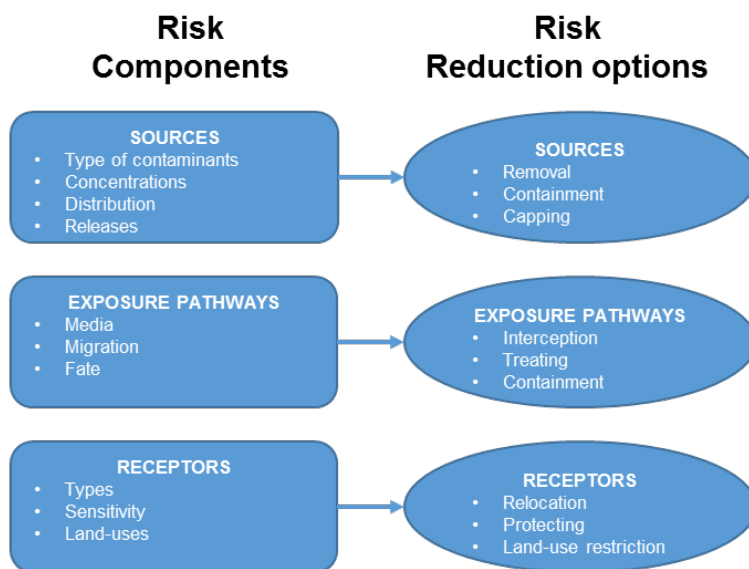 Risk
Components
Risk
Reduction options
SOURCES
• Type of contaminants
• Concentrations
• Distribution
• Releases
SOURCES
• Removal
• Containment
• Capping
EXPOSURE PATHWAYS
• Media
• Migration
• Fate
EXPOSURE PATHWAYS
• Interception
• Treating
• Containment
RECEPTORS
• Types
• Sensitivity
• Land-uses
RECEPTORS
• Relocation
• Protecting
• Land-use restriction